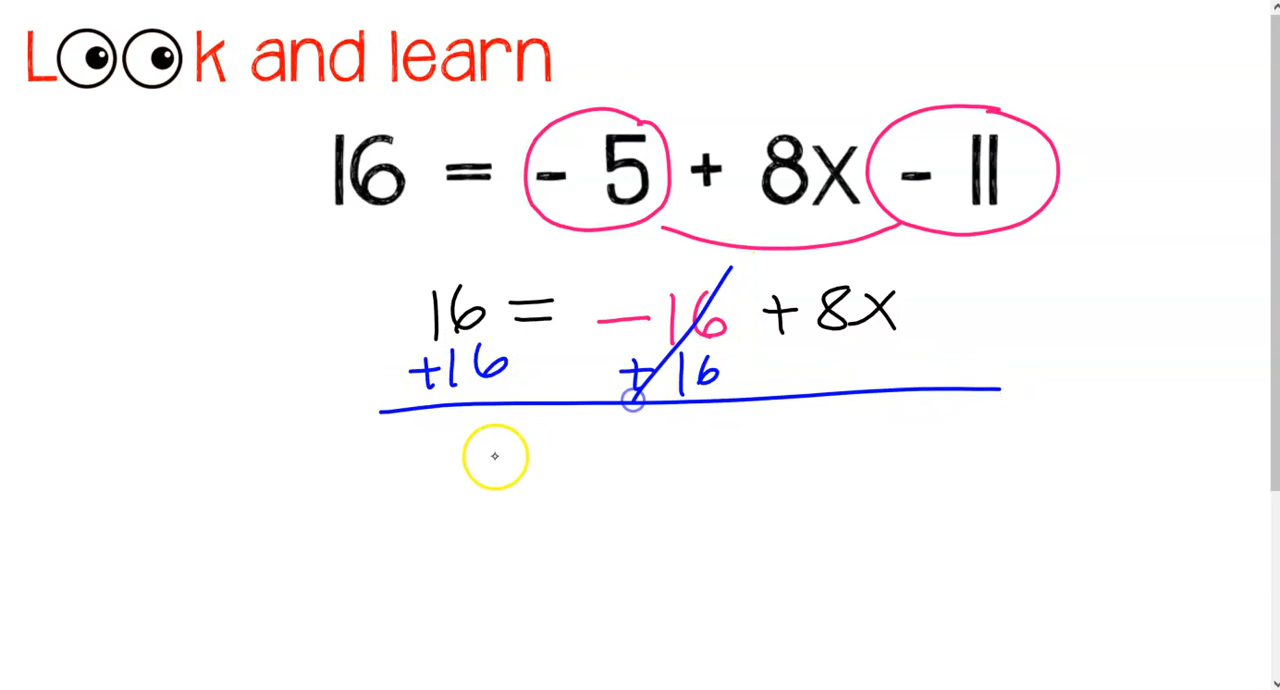 Look and learn
16 = - 5 + 8x - 11
16 = -16 + 8x
+16 +16